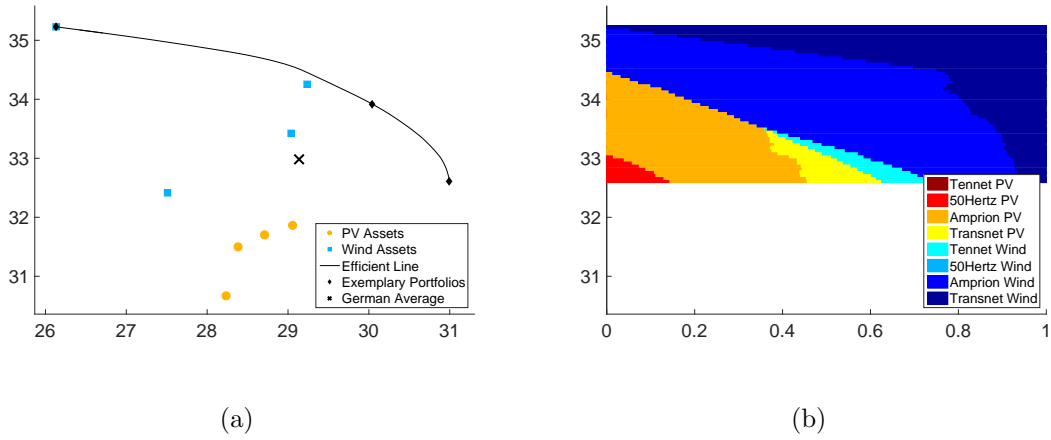 35
34
33
32
31
26
27
28
29
30
31
PV Assets
Wind Assets
Efficient Line
Exemplary Portfolios
German Average
(a)
35
34
33
32
31
0
0.2
0.4
0.6
0.8
1
Tennet PV
50Hertz PV
Amprion PV
Transnet PV
Tennet Wind
50Hertz Wind
Amprion Wind
Transnet Wind
(b)